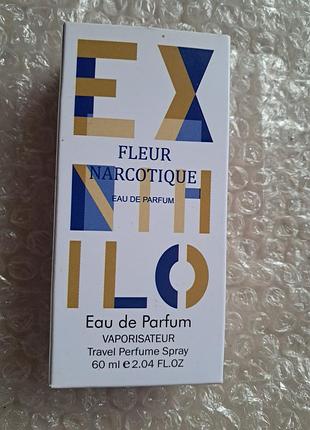 EX
FLEUR
NARCOTIQUE
EAU DE PARFUM
NIH
ILO
Eau de Parfum
VAPORISATEUR
Travel Perfume Spray
60 ml e 2.04 FL.OZ